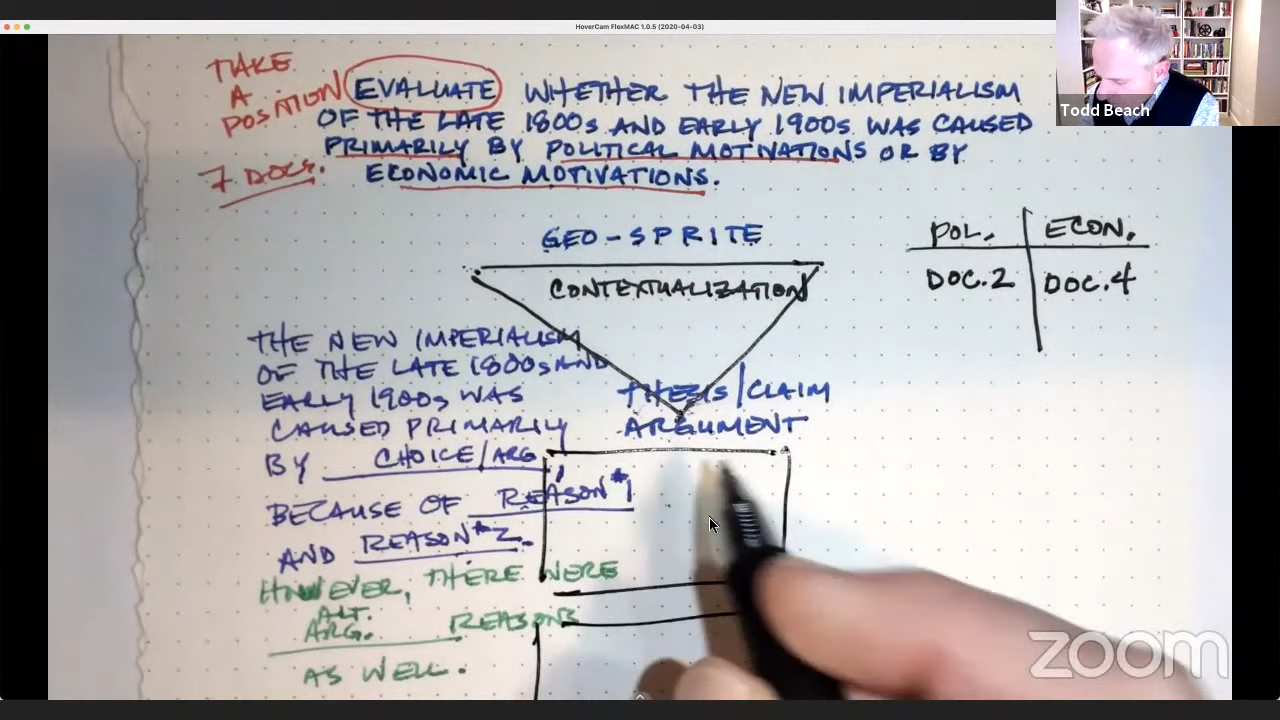 HoverCam FlexMAC 1.0.5 (2020-04-03)
Todd Beach
TAKE
A
POSITION
EVALUATE WHETHER THE NEW IMPERIALISM
OF THE LATE 1800s AND EARLY 1900s WAS CAUSED
PRIMARILY BY POLITICAL MOTIVATIONS OR BY
ECONOMIC MOTIVATIONS.
7 DOCS.
GEO-SPRITE
CONTEXTUALIZATION
POL. ECON.
DOC.2 DOC.4
THE NEW IMPERIALISM
OF THE LATE 1800s AND
EARLY 1900s WAS
CAUSED PRIMARILY
BY CHOICE/ARG,
BECAUSE OF REASON #1
AND REASON #2.
HOWEVER, THERE WERE
ALT.
ARG. REASONS
AS WELL.
THESIS/CLAIM
ARGUMENT
zoom